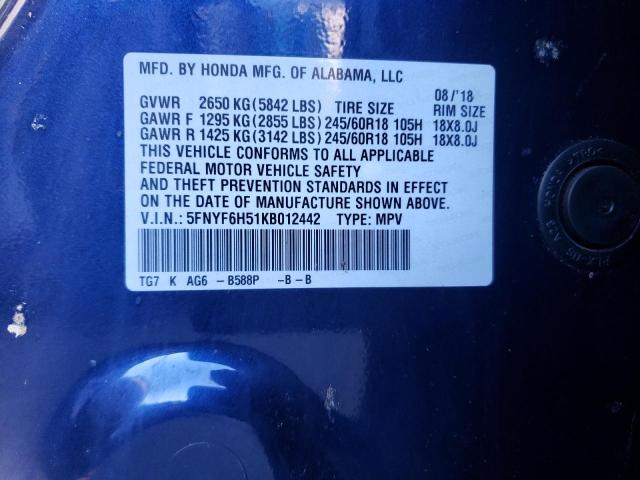 MFD. BY HONDA MFG. OF ALABAMA, LLC
08/'18
GVWR 2650 KG(5842 LBS) TIRE SIZE RIM SIZE
GAWR F 1295 KG(2855 LBS)245/60R18 105H 18X8.0J
GAWR R 1425 KG(3142 LBS)245/60R18 105H 18X8.0J
THIS VEHICLE CONFORMS TO ALL APPLICABLE
FEDERAL MOTOR VEHICLE SAFETY
AND THEFT PREVENTION STANDARDS IN EFFECT
ON THE DATE OF MANUFACTURE SHOWN ABOVE.
V.I.N.: 5FNYF6H51KB012442 TYPE: MPV
TG7 K AG6 -B588P -B-B